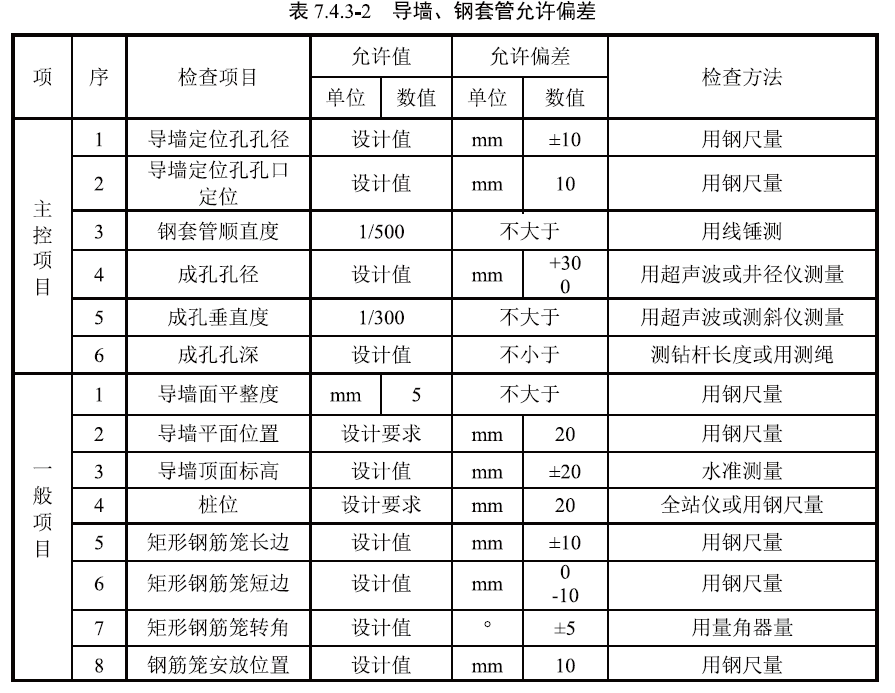 表 7.4.3-2 导墙、钢套管允许偏差
项 序 检查项目 允许值 允许偏差 检查方法
单位 数值 单位 数值
主控项目
1 导墙定位孔孔径 设计值 mm ±10 用钢尺量
2 导墙定位孔孔口定位 设计值 mm 10 用钢尺量
3 钢套管顺直度 1/500 不大于 用线锤测
4 成孔孔径 设计值 mm +30 0 用超声波或井径仪测量
5 成孔垂直度 1/300 不大于 用超声波或测斜仪测量
6 成孔孔深 设计值 不小于 测钻杆长度或用测绳
一般项目
1 导墙面平整度 mm 5 不大于 用钢尺量
2 导墙平面位置 设计要求 mm 20 用钢尺量
3 导墙顶面标高 设计值 mm ±20 水准测量
4 桩位 设计要求 mm 20 全站仪或用钢尺量
5 矩形钢筋笼长边 设计值 mm ±10 用钢尺量
6 矩形钢筋笼短边 设计值 mm 0 -10 用钢尺量
7 矩形钢筋笼转角 设计值 ° ±5 用量角器量
8 钢筋笼安放位置 设计值 mm 10 用钢尺量